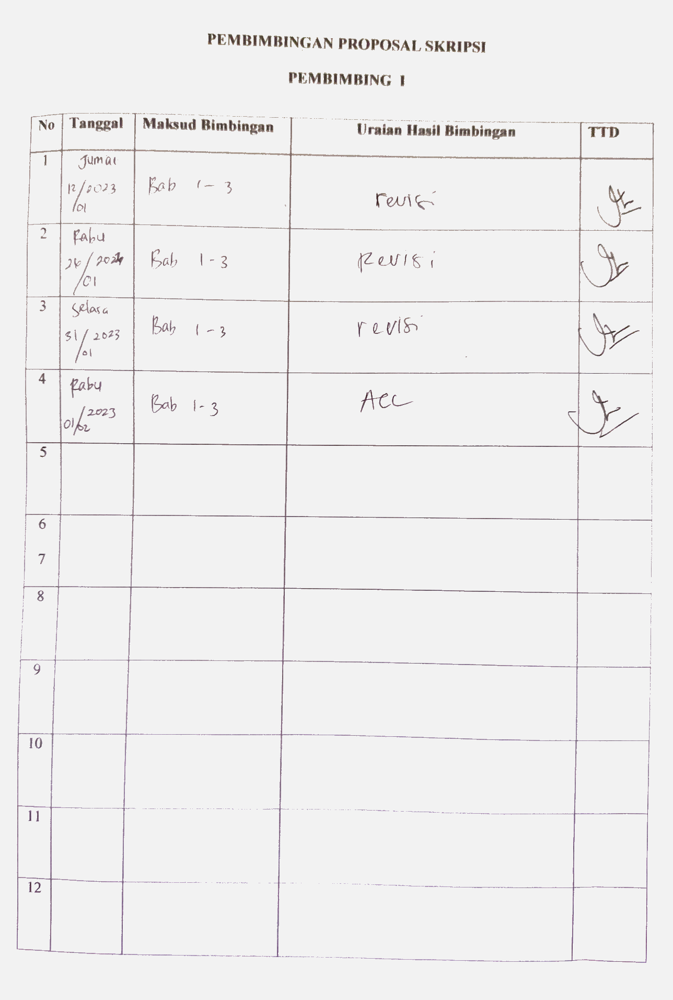 PEMBIMBINGAN PROPOSAL SKRIPSI
PEMBIMBING I
No Tanggal Maksud Bimbingan Uraian Hasil Bimbingan TTD
1 Jumat
12/2023 Bab 1-3 revisi
/01
2 Rabu
/ Bab 1-3 Revisi
/01
3 Selasa
31/2023 Bab 1-3 revisi
/01
4 Rabu
01/02 2023 Bab 1-3 Acc
5
6
7
8
9
10
11
12